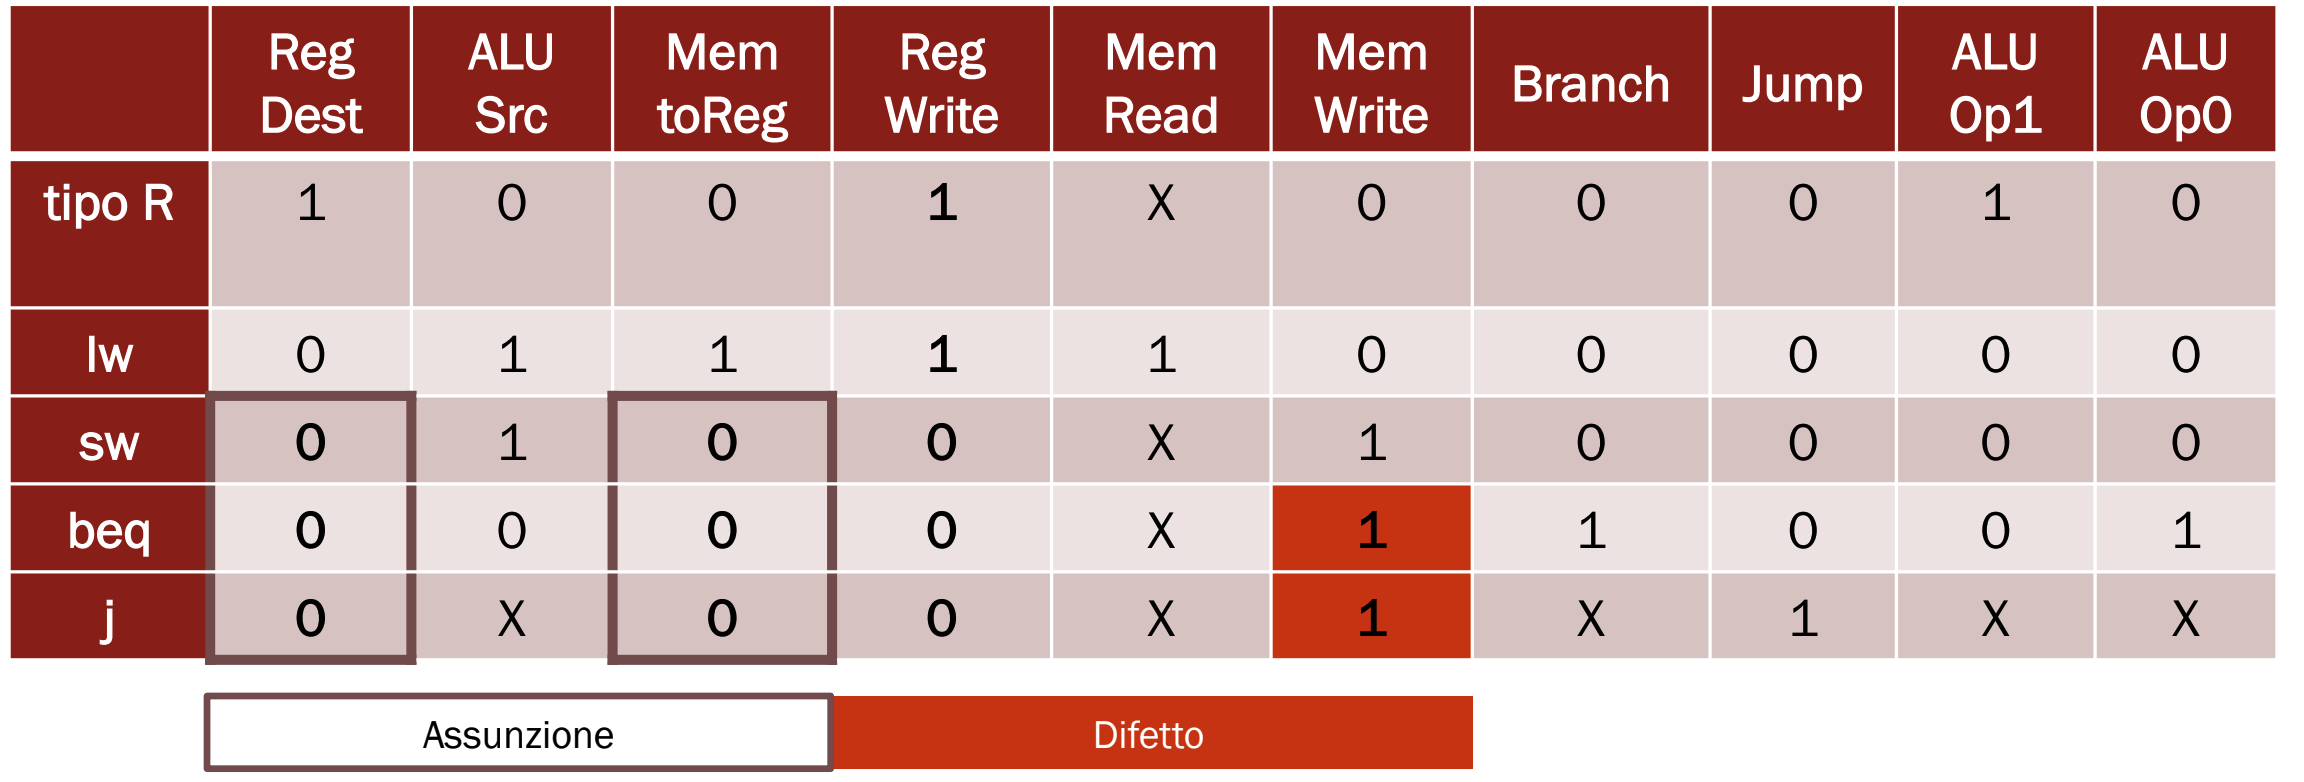 Reg Dest ALU Src Mem toReg Reg Write Mem Read Mem Write Branch Jump ALU Op1 ALU Op0
tipo R 1 0 0 1 X 0 0 0 1 0
lw 0 1 1 1 1 0 0 0 0 0
sw 0 1 0 0 X 1 0 0 0 0
beq 0 0 0 0 X 1 1 0 0 1
j 0 X 0 0 X 1 X 1 X X
Assunzione Difetto